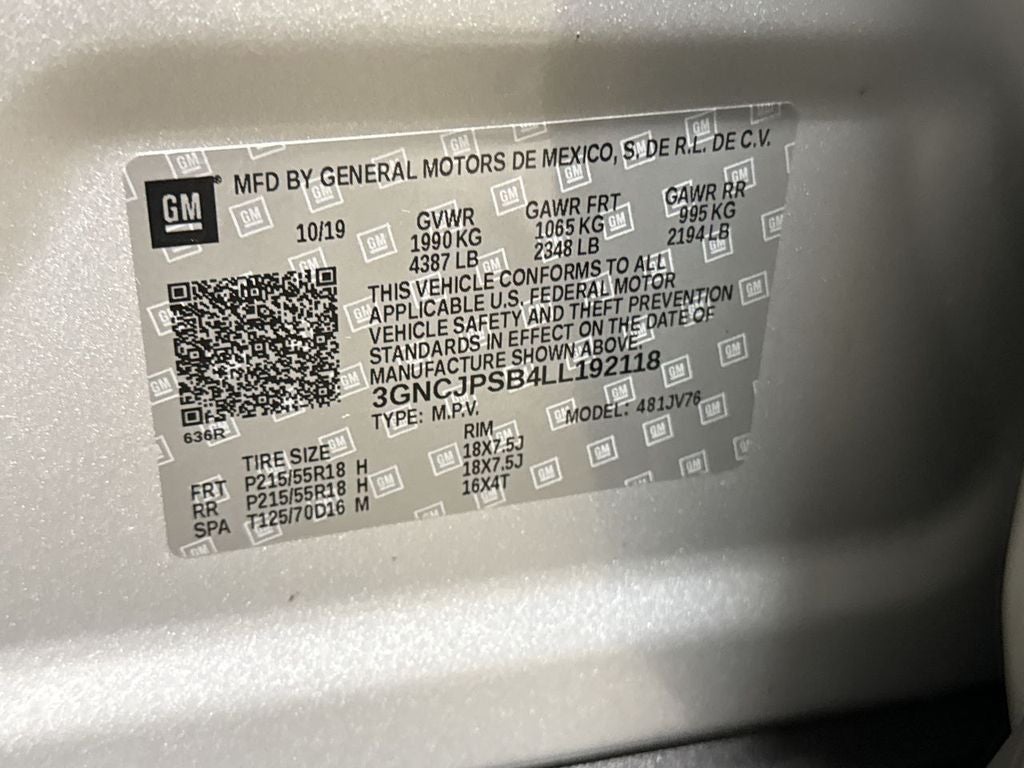 GM
MFD BY GENERAL MOTORS DE MEXICO, S. DE R.L. DE C.V.
10/19
GVWR
1990 KG
4387 LB
GAWR FRT
1065 KG
2348 LB
GAWR RR
995 KG
2194 LB
THIS VEHICLE CONFORMS TO ALL
APPLICABLE U.S. FEDERAL MOTOR
VEHICLE SAFETY AND THEFT PREVENTION
STANDARDS IN EFFECT ON THE DATE OF
MANUFACTURE SHOWN ABOVE.
3GNCJPSB4LL192118
TYPE: M.P.V. MODEL: 481JV76
636R
TIRE SIZE RIM
FRT P215/55R18 H 18X7.5J
RR P215/55R18 H 18X7.5J
SPA T125/70D16 M 16X4T